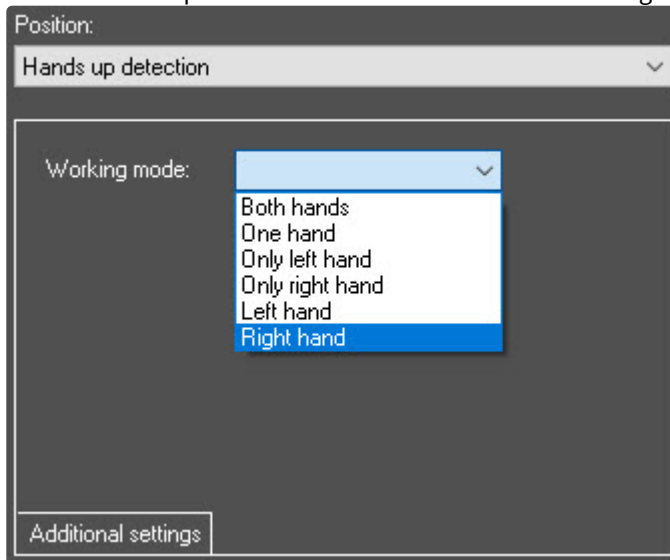 Position:
Hands up detection
Working mode:
Both hands
One hand
Only left hand
Only right hand
Left hand
Right hand
Additional settings